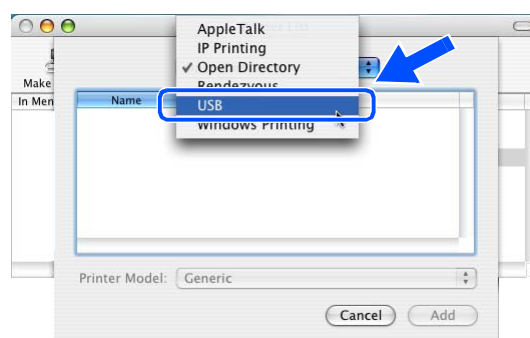 AppleTalk
IP Printing
✓ Open Directory
Rendezvous
USB
Windows Printing
Make
In Men
Name
Printer Model: Generic
Cancel Add